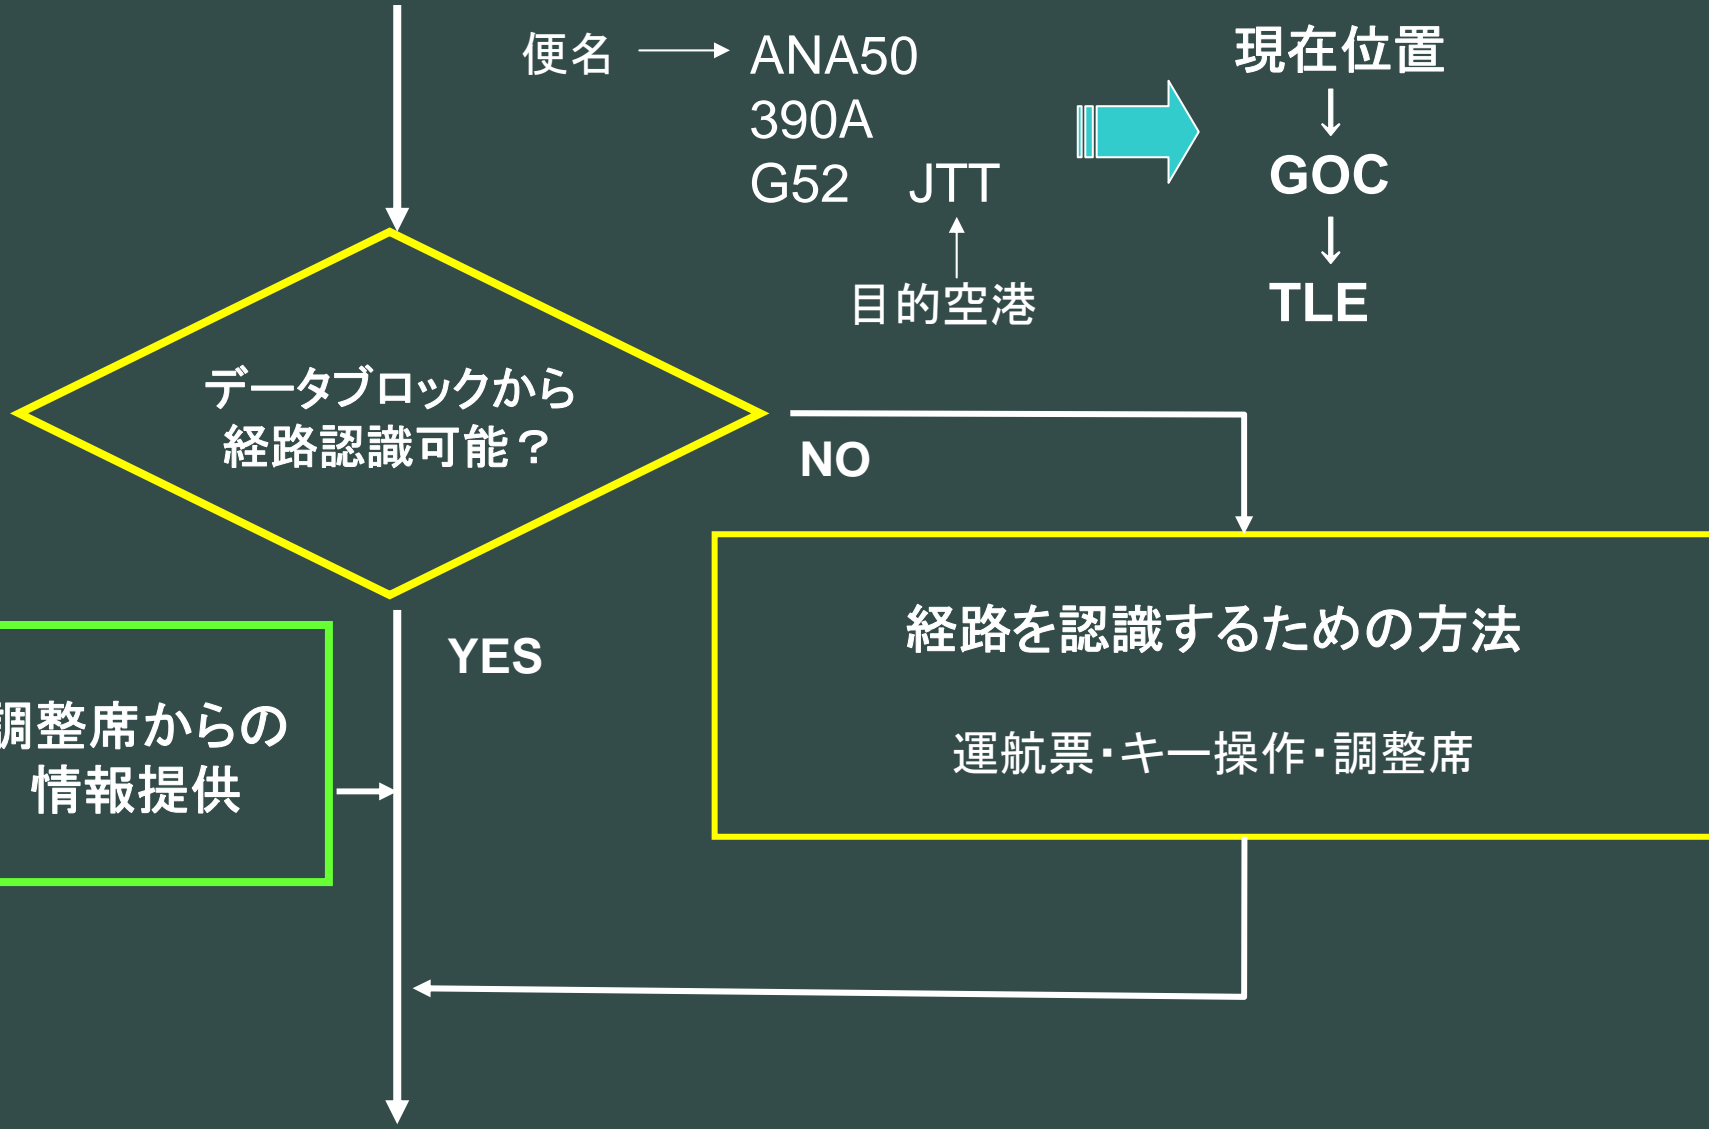 便名
ANA50
390A
G52 JTT
目的空港
現在位置
GOC
TLE
データブロックから
経路認識可能？
NO
YES
経路を認識するための方法
運航票・キー操作・調整席
調整席からの
情報提供